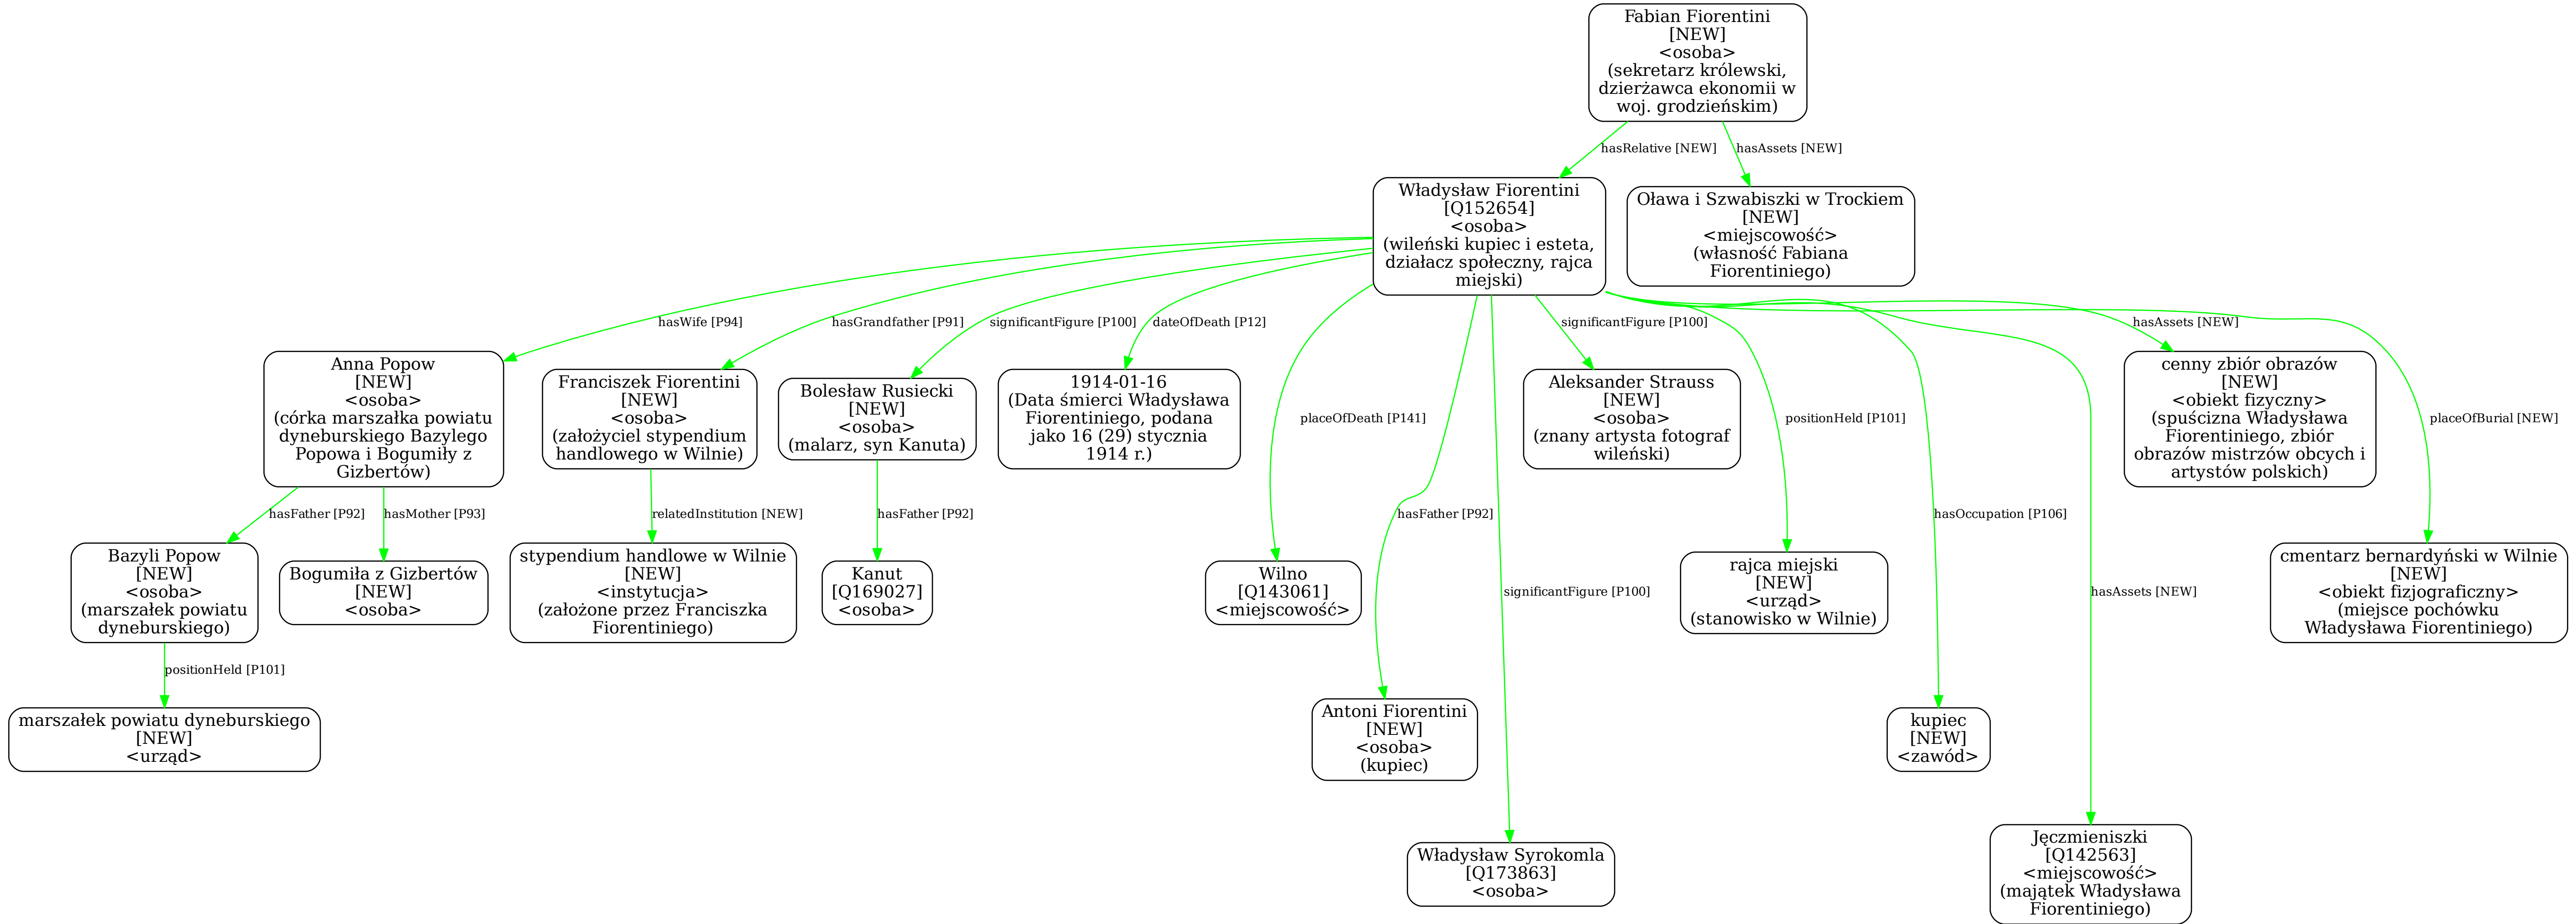 Fabian Fiorentini
[NEW]
<osoba>
(sekretarz królewski,
dzierżawca ekonomii w
woj. grodzieńskim)
hasRelative [NEW]
hasAssets [NEW]
Władysław Fiorentini
[Q152654]
<osoba>
(wileński kupiec i esteta,
działacz społeczny, rajca
miejski)
Oława i Szwabiszki w Trockiem
[NEW]
<miejscowość>
(własność Fabiana
Fiorentiniego)
hasWife [P94]
hasGrandfather [P91]
significantFigure [P100]
dateOfDeath [P12]
significantFigure [P100]
hasAssets [NEW]
Anna Popow
[NEW]
<osoba>
(córka marszałka powiatu
dyneburskiego Bazylego
Popowa i Bogumiły z
Gizbertów)
Franciszek Fiorentini
[NEW]
<osoba>
(założyciel stypendium
handlowego w Wilnie)
Bolesław Rusiecki
[NEW]
<osoba>
(malarz, syn Kanuta)
1914-01-16
(Data śmierci Władysława
Fiorentiniego, podana
jako 16 (29) stycznia
1914 r.)
placeOfDeath [P141]
Aleksander Strauss
[NEW]
<osoba>
(znany artysta fotograf
wileński)
positionHeld [P101]
cenny zbiór obrazów
[NEW]
<obiekt fizyczny>
(spuścizna Władysława
Fiorentiniego, zbiór
obrazów mistrzów obcych i
artystów polskich)
placeOfBurial [NEW]
hasFather [P92]
hasMother [P93]
relatedInstitution [NEW]
hasFather [P92]
hasFather [P92]
hasOccupation [P106]
Bazyli Popow
[NEW]
<osoba>
(marszałek powiatu
dyneburskiego)
Bogumiła z Gizbertów
[NEW]
<osoba>
stypendium handlowe w Wilnie
[NEW]
<instytucja>
(założone przez Franciszka
Fiorentiniego)
Kanut
[Q169027]
<osoba>
Wilno
[Q143061]
<miejscowość>
significantFigure [P100]
rajca miejski
[NEW]
<urząd>
(stanowisko w Wilnie)
hasAssets [NEW]
cmentarz bernardyński w Wilnie
[NEW]
<obiekt fizjograficzny>
(miejsce pochówku
Władysława Fiorentiniego)
positionHeld [P101]
marszałek powiatu dyneburskiego
[NEW]
<urząd>
Antoni Fiorentini
[NEW]
<osoba>
(kupiec)
kupiec
[NEW]
<zawód>
Władysław Syrokomla
[Q173863]
<osoba>
Jęczmieniszki
[Q142563]
<miejscowość>
(majątek Władysława
Fiorentiniego)